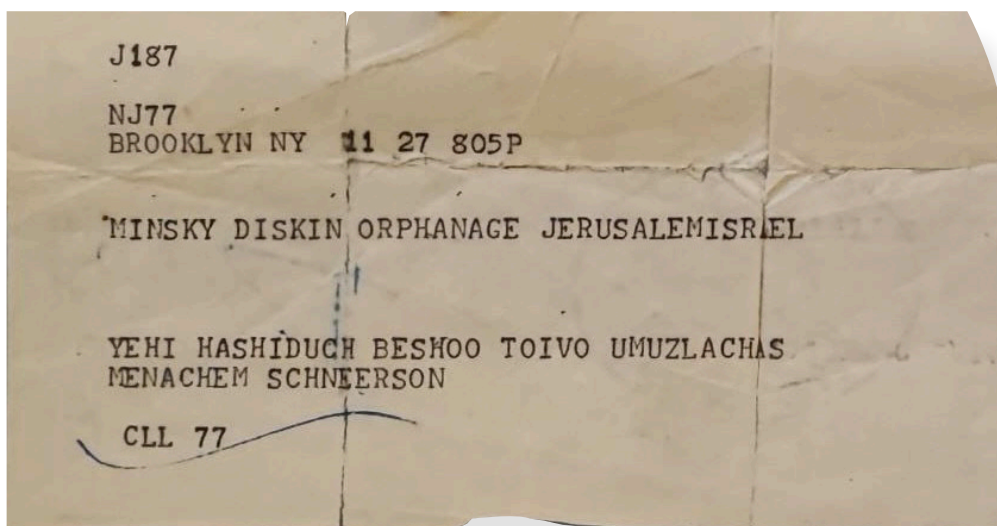 J187
NJ77
BROOKLYN NY 11 27 805P
MINSKY DISKIN ORPHANAGE JERUSALEMISRAEL
YEHI HASHIDUCH BESHOO TOIVO UMUZLACHAS
MENACHEM SCHNEERSON
CLL 77